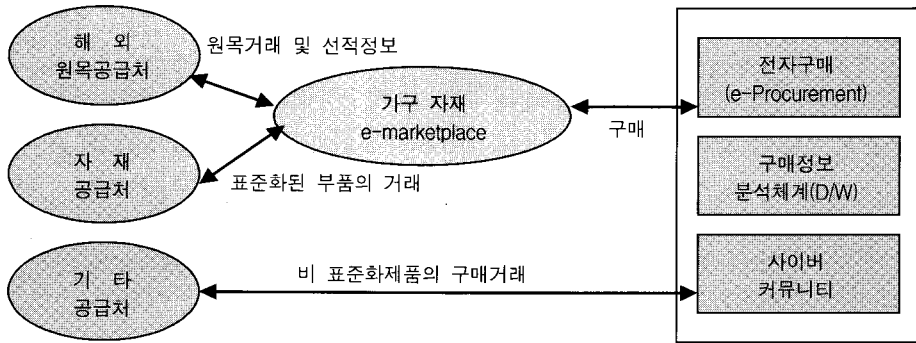 해 외
원목공급처
원목거래 및 선적정보
자 재
공급처
표준화된 부품의 거래
가구 자재
e-marketplace
구매
기 타
공급처
비 표준화제품의 구매거래
전자구매
(e-Procurement)
구매정보
분석체계(D/W)
사이버
커뮤니티